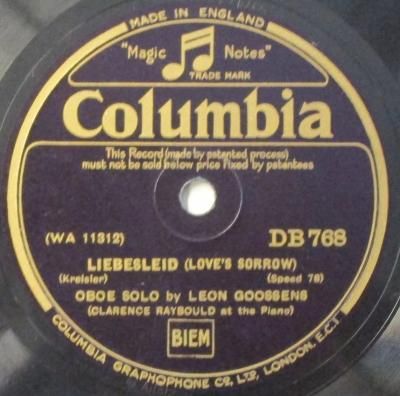 MADE IN ENGLAND
"Magic Notes"
TRADE MARK
Columbia
This Record (made by patented process)
must not be sold below price fixed by patentees
(WA 11312) DB 768
LIEBESLEID (LOVE'S SORROW)
(Kreisler) (Speed 78)
OBOE SOLO by LEON GOOSSENS
(CLARENCE RAYBOULD at the Piano)
BIEM
COLUMBIA GRAPHOPHONE CO, LTD, LONDON. E.C.1